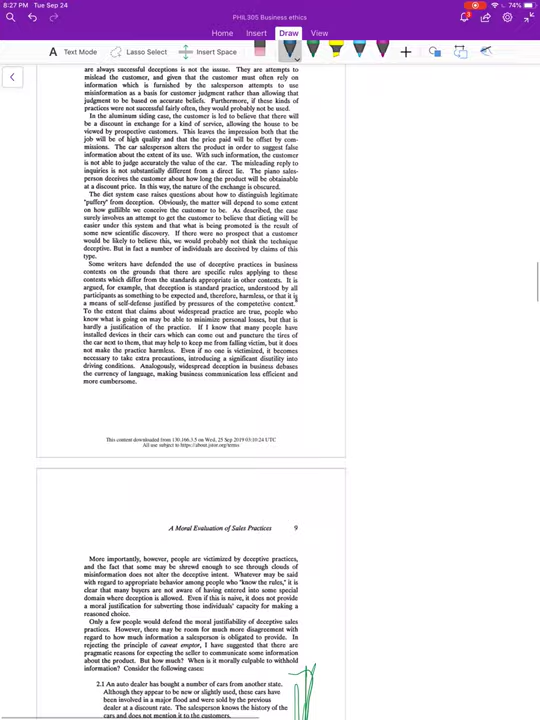 8:27 PM Tue Sep 24
74%
PHIL305 Business ethics
3
Home Insert Draw View
A Text Mode Lasso Select Insert Space
are always successful deceptions is not the isssue. They are attempts to
mislead the customer, and given that the customer must often rely on
information which is furnished by the salesperson attempts to use
misinformation as a basis for customer judgment rather than allowing that
judgment to be based on accurate beliefs. Furthermore, if these kinds of
practices were not successful fairly often, they would probably not be used.
In the aluminum siding case, the customer is led to believe that there will
be a discount in exchange for a kind of service, allowing the house to be
viewed by prospective customers. This leaves the impression both that the
job will be of high quality and that the price paid will be offset by com-
missions. The car salesperson alters the product in order to suggest false
information about the extent of its use. With such information, the customer
is not able to judge accurately the value of the car. The misleading reply to
inquiries is not substantially different from a direct lie. The piano sales-
person deceives the customer about how long the product will be obtainable
at a discount price. In this way, the nature of the exchange is obscured.
The diet system case raises questions about how to distinguish legitimate
"puffery" from deception. Obviously, the matter will depend to some extent
on how gullilble we conceive the customer to be. As described, the case
surely involves an attempt to get the customer to believe that dieting will be
easier under this system and that what is being promoted is the result of
some new scientific discovery. If there were no prospect that a customer
would be likely to believe this, we would probably not think the technique
deceptive. But in fact a number of individuals are deceived by claims of this
type.
Some writers have defended the use of deceptive practices in business
contexts on the grounds that there are specific rules applying to these
contexts which differ from the standards appropriate in other contexts. It is
argued, for example, that deception is standard practice, understood by all
participants as something to be expected and, therefore, harmless, or that it is
a means of self-defense justified by pressures of the competetive context.
To the extent that claims about widespread practice are true, people who
know what is going on may be able to minimize personal losses, but that is
hardly a justification of the practice. If I know that many people have
installed devices in their cars which can come out and puncture the tires of
the car next to them, that may help to keep me from falling victim, but it does
not make the practice harmless. Even if no one is victimized, it becomes
necessary to take extra precautions, introducing a significant disutility into
driving conditions. Analogously, widespread deception in business debases
the currency of language, making business communication less efficient and
more cumbersome.
This content downloaded from 130.166.3.5 on Wed, 25 Sep 2019 03:10:24 UTC
All use subject to https://about.jstor.org/terms
A Moral Evaluation of Sales Practices 9
More importantly, however, people are victimized by deceptive practices,
and the fact that some may be shrewd enough to see through clouds of
misinformation does not alter the deceptive intent. Whatever may be said
with regard to appropriate behavior among people who "know the rules," it is
clear that many buyers are not aware of having entered into some special
domain where deception is allowed. Even if this is naive, it does not provide
a moral justification for subverting those individuals' capacity for making a
reasoned choice.
Only a few people would defend the moral justifiability of deceptive sales
practices. However, there may be room for much more disagreement with
regard to how much information a salesperson is obligated to provide. In
rejecting the principle of caveat emptor, I have suggested that there are
pragmatic reasons for expecting the seller to communicate some information
about the product. But how much? When is it morally culpable to withhold
information? Consider the following cases:
2.1 An auto dealer has bought a number of cars from another state.
Although they appear to be new or slightly used, these cars have
been involved in a major flood and were sold by the previous
dealer at a discount rate. The salesperson knows the history of the
cars and does not mention it to the customers.